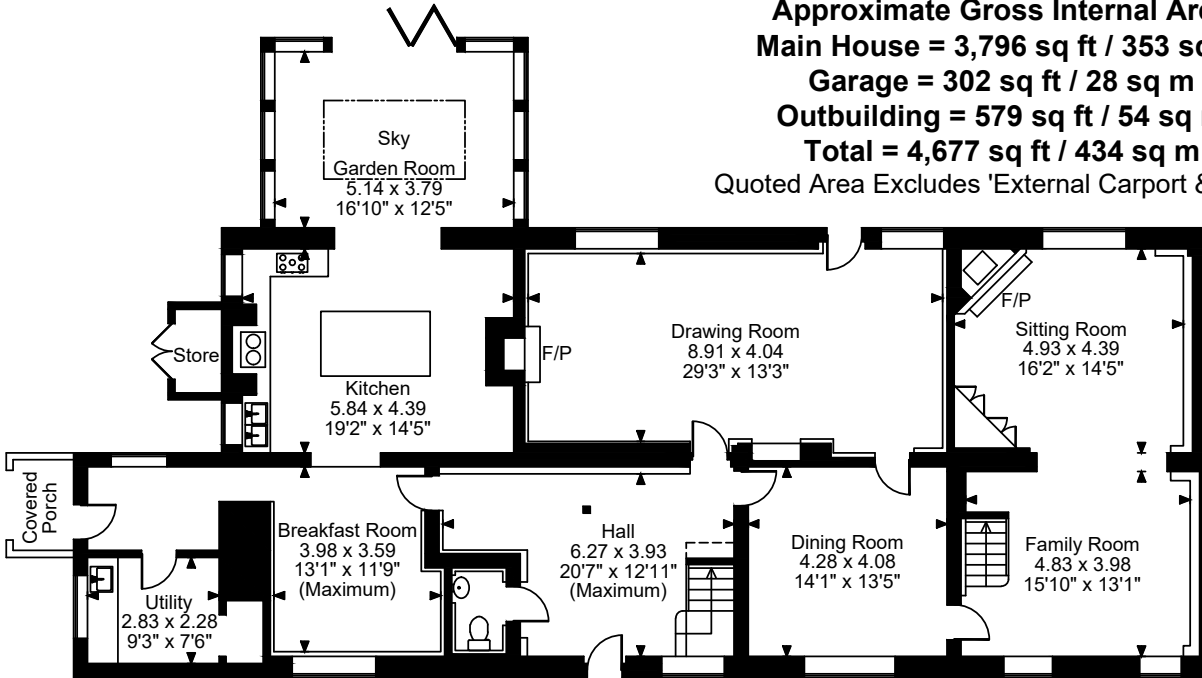 Approximate Gross Internal
Main House = 3,796 sq ft / 353
Garage = 302 sq ft / 28 sq m
Outbuilding = 579 sq ft / 54 sq
Total = 4,677 sq ft / 434 sq m
Quoted Area Excludes 'External Carport &
Sky
Garden Room
5.14 x 3.79
16'10" x 12'5"
Store
Kitchen
5.84 x 4.39
19'2" x 14'5"
F/P
Drawing Room
8.91 x 4.04
29'3" x 13'3"
F/P
Sitting Room
4.93 x 4.39
16'2" x 14'5"
Covered
Porch
Breakfast Room
3.98 x 3.59
13'1" x 11'9"
(Maximum)
Hall
6.27 x 3.93
20'7" x 12'11"
(Maximum)
Dining Room
4.28 x 4.08
14'1" x 13'5"
Family Room
4.83 x 3.98
15'10" x 13'1"
Utility
2.83 x 2.28
9'3" x 7'6"